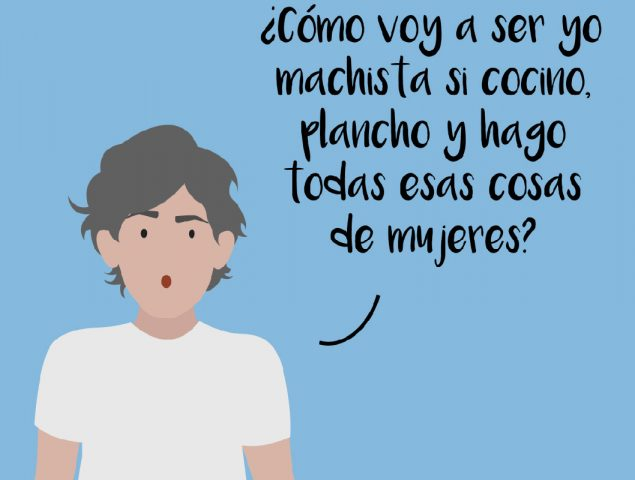 ¿Cómo voy a ser yo
machista si cocino,
plancho y hago
todas esas cosas
de mujeres?